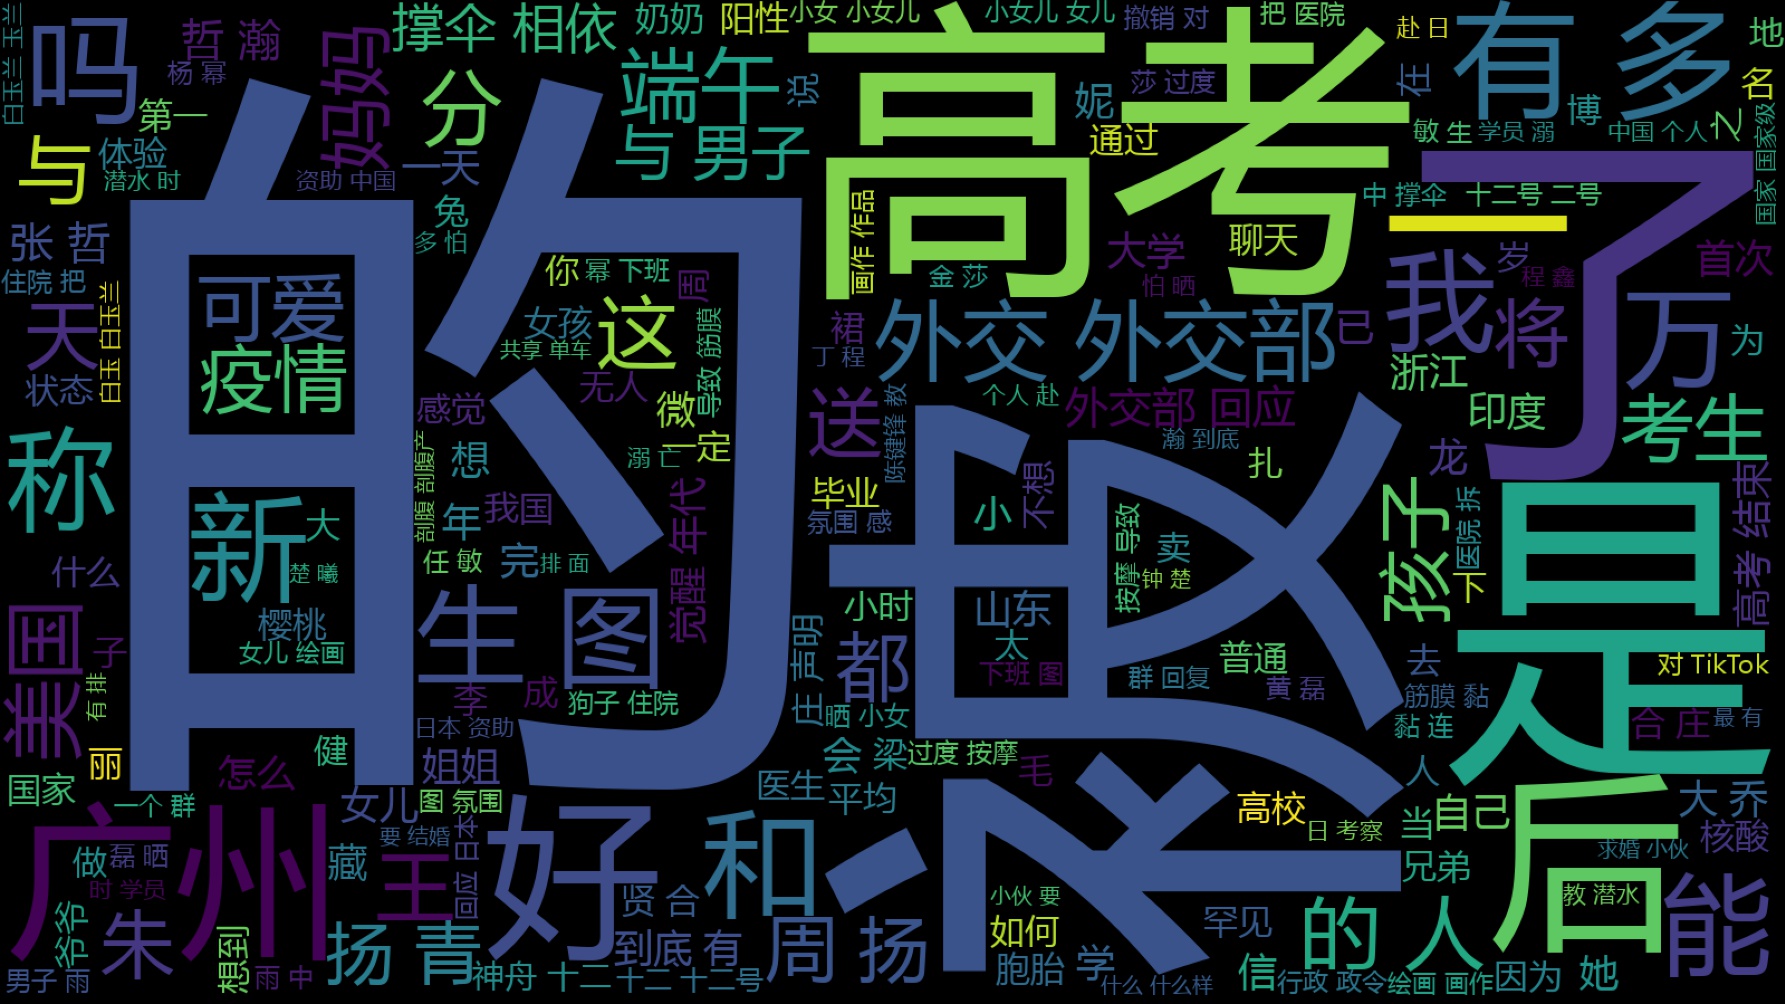 白玉兰 玉兰
吗
哲 瀚
杨 幂
妈妈
撑伞 相依
奶奶
阳性
小女 小女儿
小女儿 女儿
撤销 对
把 医院
赴 日
有 多
地
高考
莎 过度
在
名
第一
分
端午
说
妮
通过
博
敏 生
学员 溺
中国 个人
之
国家 国家级
与
体验
潜水 时
资助 中国
一天
与 男子
兔
多 怕
的
张 哲
住院 把
白玉 白玉兰
可爱
你
幂 下班
周
画作 作品
金 莎
大学
聊天
怕 晒
中 撑伞
十二号 二号
一
了
岁
程 鑫
首次
我
将
万
为
天
状态
疫情
女孩
这
共享 单车
导致 筋膜
裙
丁 程
外交
外交部
已
浙江
无人
微
感觉
送
陈键锋 教
个人 赴
外交部 回应
瀚 到底
印度
考生
称
剖腹 剖腹产
想
溺 亡
一定
扎
龙
新
大
楚 曦
年
我国
觉醒 年代
毕业
氛围 感
小
不想
孩子
医院 拆
高考 结束
是
什么
任 敏
完
排 面
按摩 导致
卖
钟 楚
下
美国
子
有 排
樱桃
女儿 绘画
生
图
小时
山东
太
李
成
狗子 住院
庄 声明
都
下班 图
群 回复
普通
黄 磊
去
对 TikTok
日本 资助
晒 小女
筋膜 黏
黏 连
合 庄
最 有
丽
国家
怎么
健
姐姐
会 梁
过度 按摩
毛
人
一个 群
女儿
图 氛围
医生
平均
高校
日 考察
当
自己
后
大 乔
广州
做
磊 晒
时 学员
要 结婚
藏
王
回应 日本
好
和
不
兄弟
求婚 小伙
核酸
爷爷
朱
贤 合
小伙 要
罕见
的 人
教 潜水
能
男子 雨
想到
雨 中
扬 青
到底 有
周 扬
如何
神舟 十二
十二 十二号
胞胎
学
什么 什么样
信
行政 政令
绘画 画作
因为
她